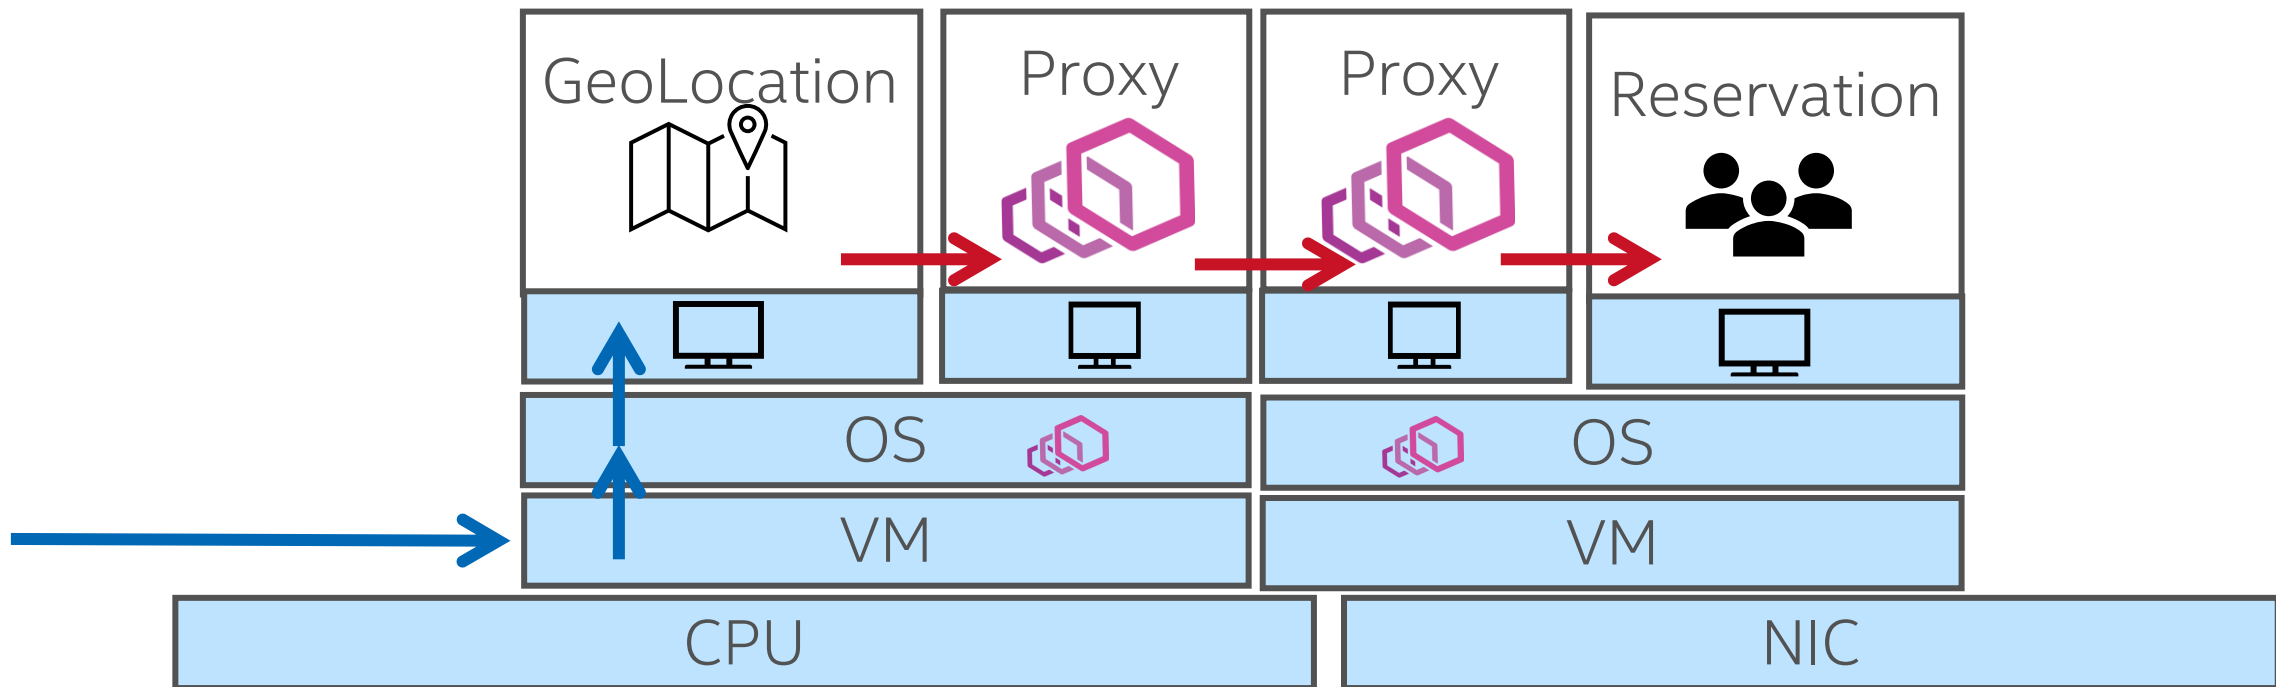 GeoLocation
Proxy
Proxy
Reservation
OS
OS
VM
VM
CPU
NIC